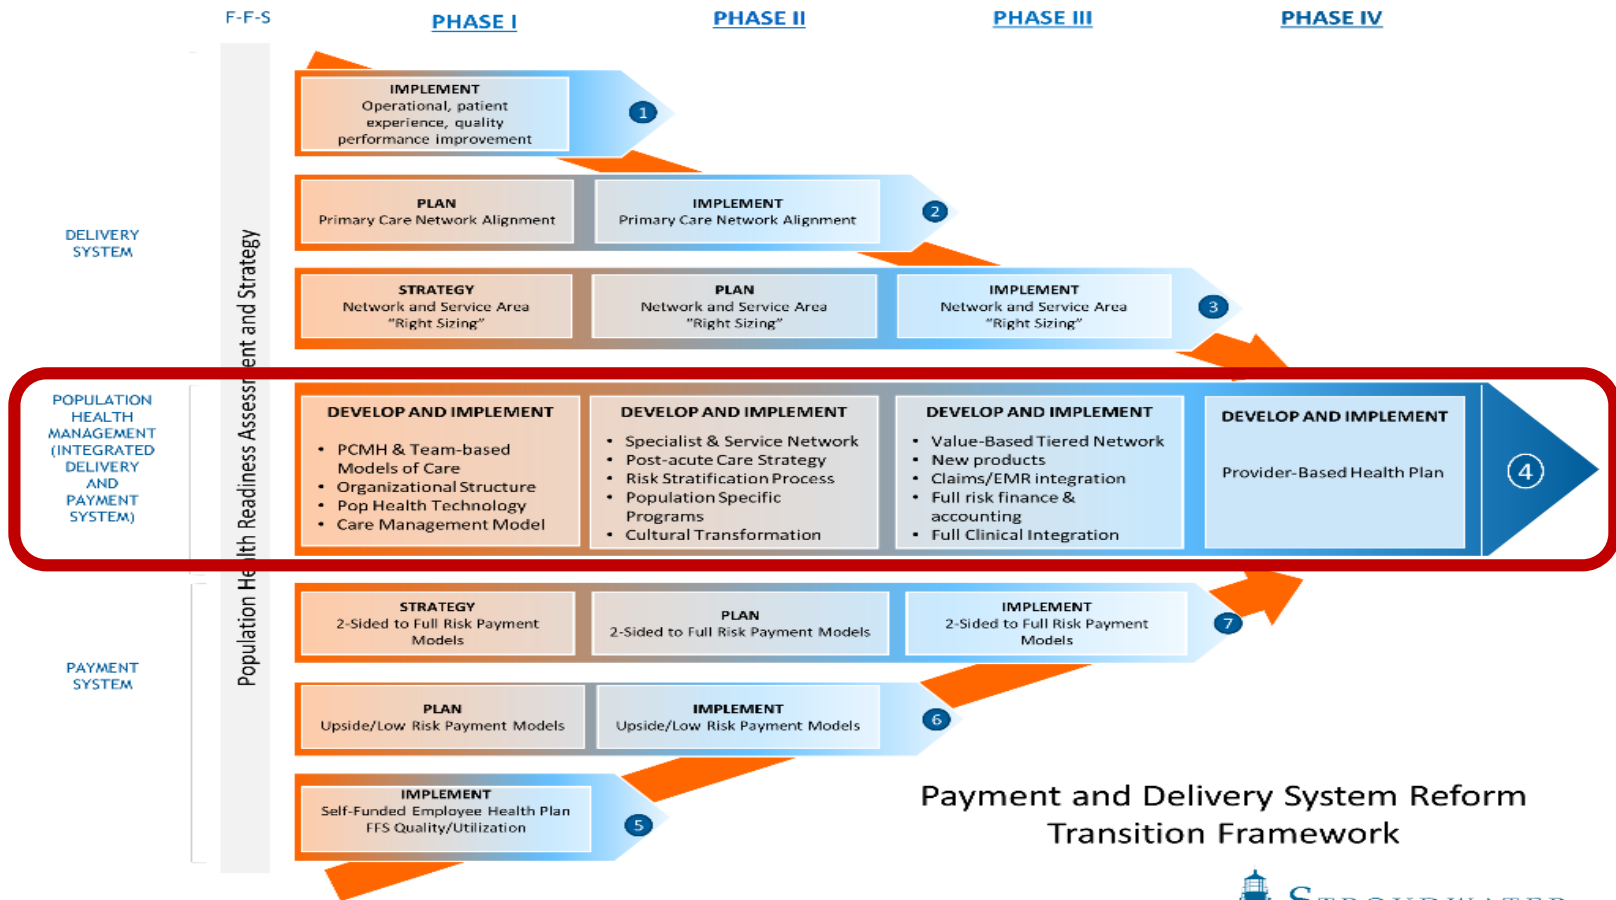 F-F-S
PHASE I
PHASE II
PHASE III
PHASE IV
DELIVERY
SYSTEM
POPULATION
HEALTH
MANAGEMENT
(INTEGRATED
DELIVERY
AND
PAYMENT
SYSTEM)
PAYMENT
SYSTEM
Population Health Readiness Assessment and Strategy
IMPLEMENT
Operational, patient
experience, quality
performance improvement
1
PLAN
Primary Care Network Alignment
IMPLEMENT
Primary Care Network Alignment
2
STRATEGY
Network and Service Area
"Right Sizing"
PLAN
Network and Service Area
"Right Sizing"
IMPLEMENT
Network and Service Area
"Right Sizing"
3
DEVELOP AND IMPLEMENT
• PCMH & Team-based
Models of Care
• Organizational Structure
• Pop Health Technology
• Care Management Model
DEVELOP AND IMPLEMENT
• Specialist & Service Network
• Post-acute Care Strategy
• Risk Stratification Process
• Population Specific
Programs
• Cultural Transformation
DEVELOP AND IMPLEMENT
• Value-Based Tiered Network
• New products
• Claims/EMR integration
• Full risk finance &
accounting
• Full Clinical Integration
DEVELOP AND IMPLEMENT
Provider-Based Health Plan
4
STRATEGY
2-Sided to Full Risk Payment
Models
PLAN
2-Sided to Full Risk Payment Models
IMPLEMENT
2-Sided to Full Risk Payment
Models
7
PLAN
Upside/Low Risk Payment Models
IMPLEMENT
Upside/Low Risk Payment Models
6
IMPLEMENT
Self-Funded Employee Health Plan
FFS Quality/Utilization
5
Payment and Delivery System Reform
Transition Framework
STROUDWATER